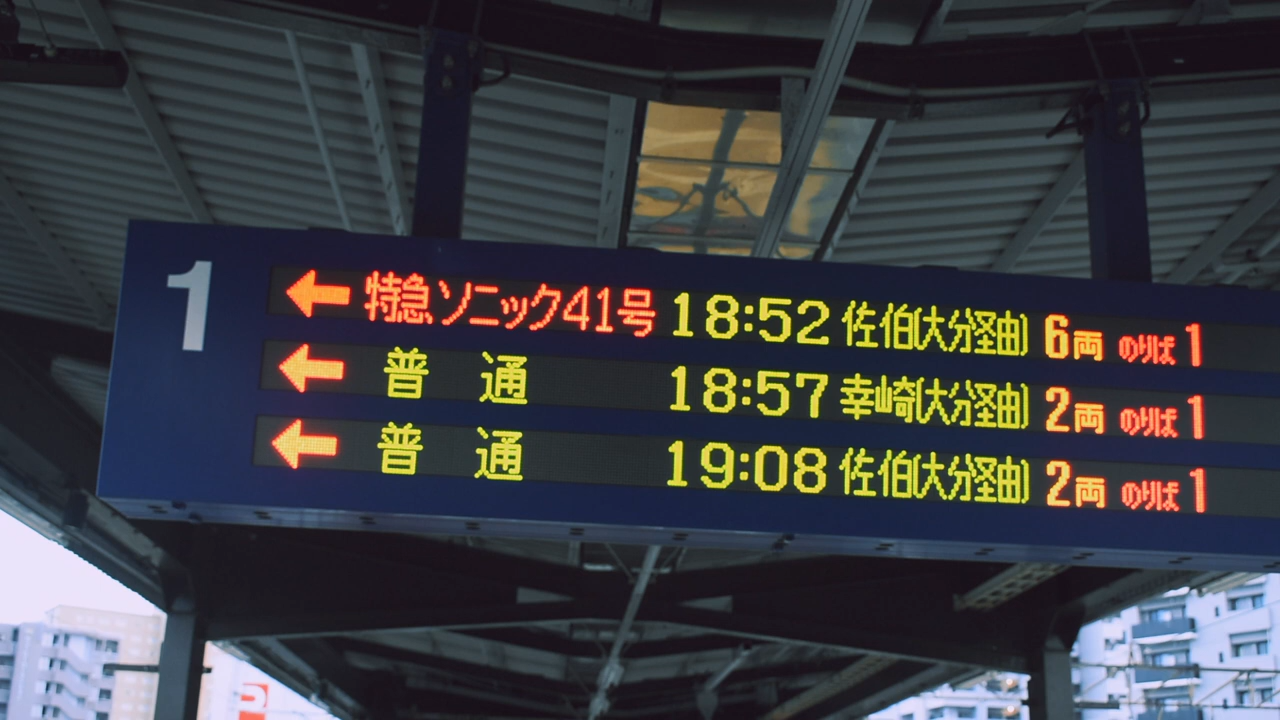 1
← 特急ソニック41号 18:52 佐伯(大分経由) 6両 のりば1
← 普通 18:57 幸崎(大分経由) 2両 のりば1
← 普通 19:08 佐伯(大分経由) 2両 のりば1